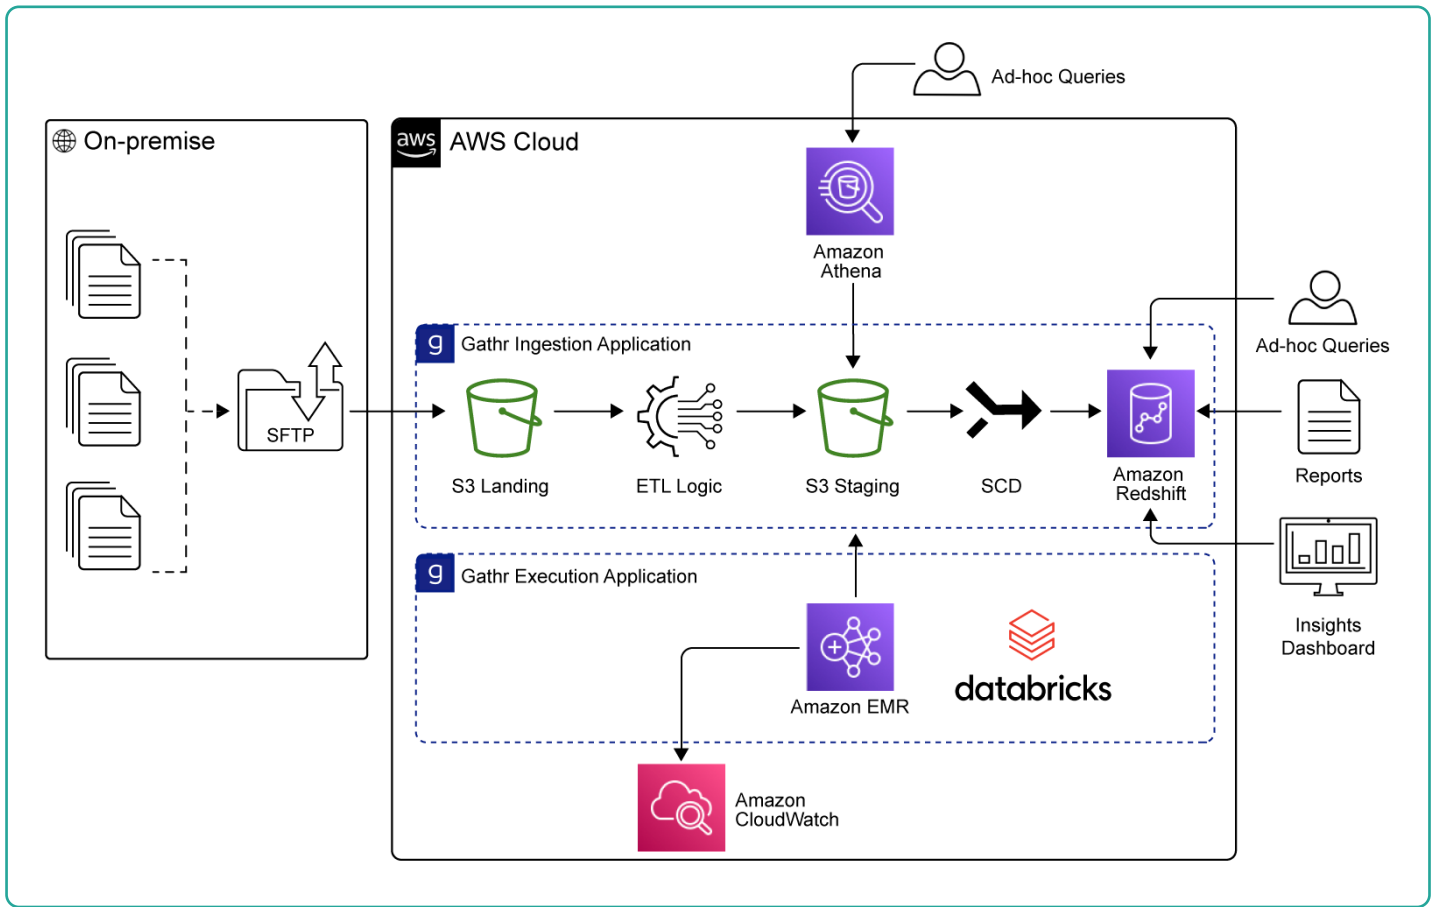 Ad-hoc Queries
On-premise
aws
AWS Cloud
Amazon
Athena
g
Gathr Ingestion Application
Ad-hoc Queries
SFTP
S3 Landing
ETL Logic
S3 Staging
SCD
Amazon
Redshift
Reports
g
Gathr Execution Application
Insights
Dashboard
databricks
Amazon EMR
Amazon
CloudWatch